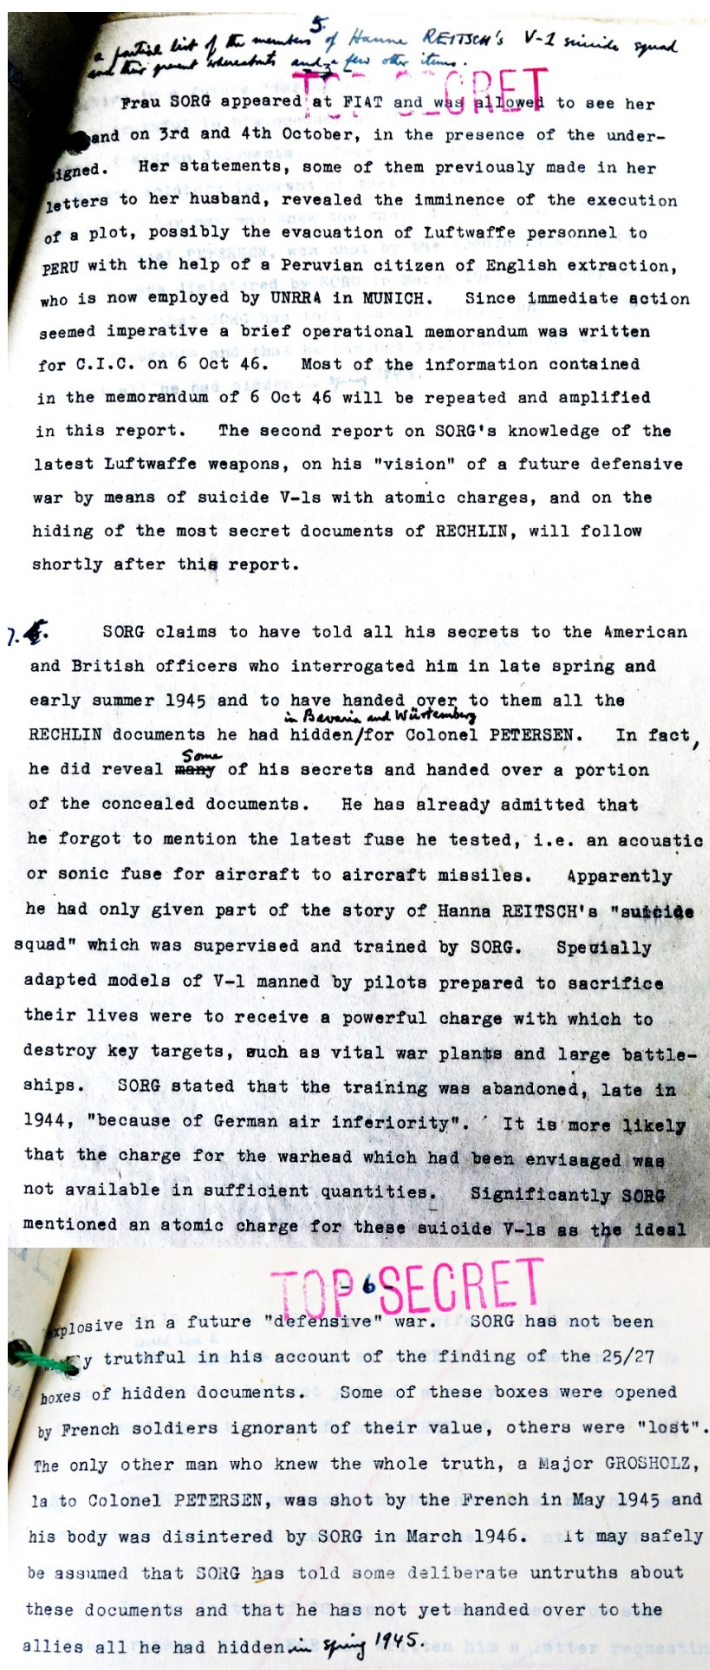 5.
a partial list of the members of Hanne REITSCH's V-1 suicide squad
and their present whereabouts and a few other items.
TOP SECRET
Frau SORG appeared at FIAT and was allowed to see her
and on 3rd and 4th October, in the presence of the under-
signed. Her statements, some of them previously made in her
letters to her husband, revealed the imminence of the execution
of a plot, possibly the evacuation of Luftwaffe personnel to
PERU with the help of a Peruvian citizen of English extraction,
who is now employed by UNRRA in MUNICH. Since immediate action
seemed imperative a brief operational memorandum was written
for C.I.C. on 6 Oct 46. Most of the information contained
in the memorandum of 6 Oct 46 will be repeated and amplified
in this report. The second report on SORG's knowledge of the
latest Luftwaffe weapons, on his "vision" of a future defensive
war by means of suicide V-1s with atomic charges, and on the
hiding of the most secret documents of RECHLIN, will follow
shortly after this report.
7. SORG claims to have told all his secrets to the American
and British officers who interrogated him in late spring and
early summer 1945 and to have handed over to them all the
in Bavaria and Würtemberg
RECHLIN documents he had hidden/for Colonel PETERSEN. In fact,
Some
he did reveal many of his secrets and handed over a portion
of the concealed documents. He has already admitted that
he forgot to mention the latest fuse he tested, i.e. an acoustic
or sonic fuse for aircraft to aircraft missiles. Apparently
he had only given part of the story of Hanna REITSCH's "suicide
squad" which was supervised and trained by SORG. Specially
adapted models of V-1 manned by pilots prepared to sacrifice
their lives were to receive a powerful charge with which to
destroy key targets, such as vital war plants and large battle-
ships. SORG stated that the training was abandoned, late in
1944, "because of German air inferiority". It is more likely
that the charge for the warhead which had been envisaged was
not available in sufficient quantities. Significantly SORG
mentioned an atomic charge for these suicide V-1s as the ideal
- 6 -
TOP SECRET
explosive in a future "defensive" war. SORG has not been
y truthful in his account of the finding of the 25/27
boxes of hidden documents. Some of these boxes were opened
by French soldiers ignorant of their value, others were "lost".
The only other man who knew the whole truth, a Major GROSHOLZ,
la to Colonel PETERSEN, was shot by the French in May 1945 and
his body was disinterred by SORG in March 1946. it may safely
be assumed that SORG has told some deliberate untruths about
these documents and that he has not yet handed over to the
allies all he had hidden in spring 1945.